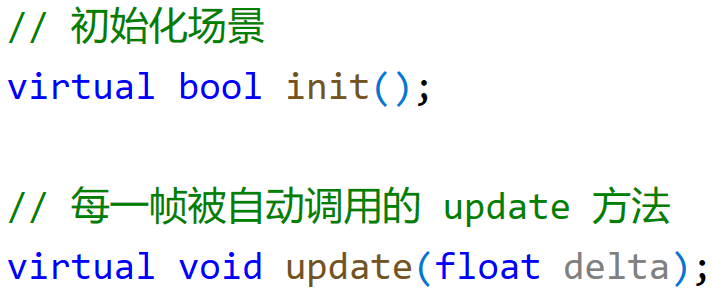 // 初始化场景
virtual bool init();
// 每一帧被自动调用的 update 方法
virtual void update(float delta);